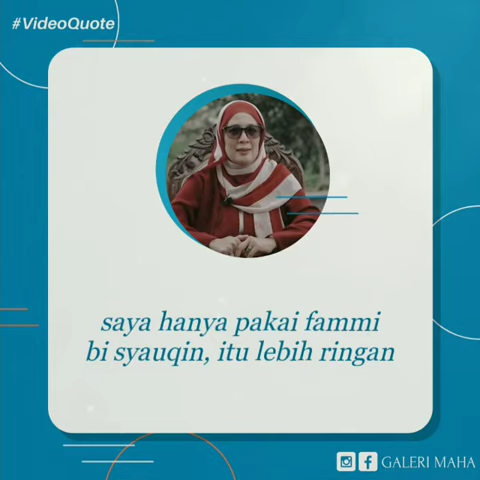 #VideoQuote
saya hanya pakai fammi
bi syauqin, itu lebih ringan
GALERI MAHA